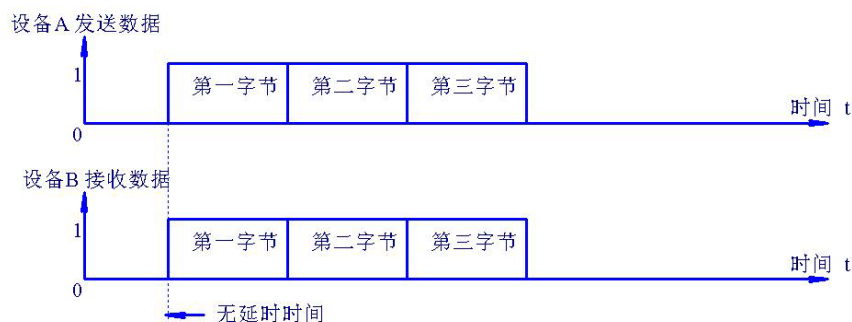 设备A 发送数据
1
第一字节 第二字节 第三字节
时间 t
0
设备B 接收数据
1
第一字节 第二字节 第三字节
时间 t
0
无延时时间